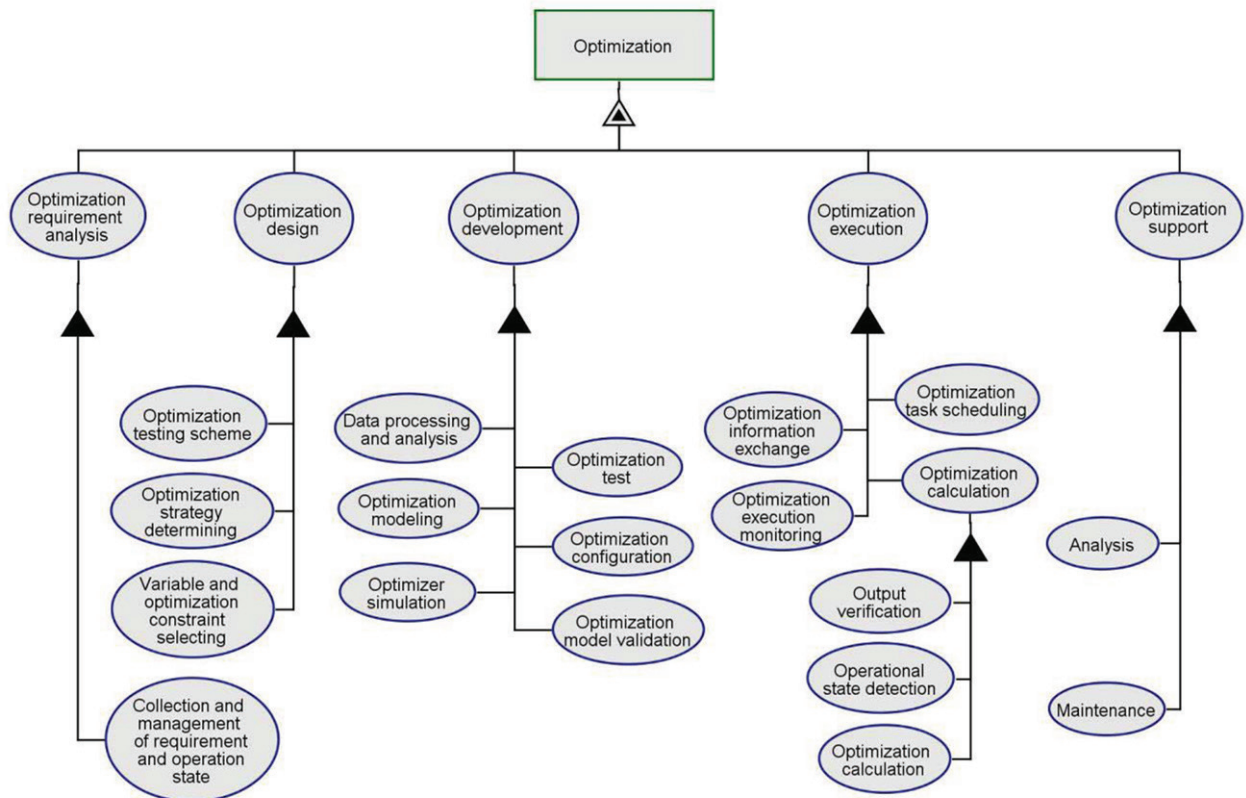 Optimization
Optimization
requirement
analysis
Optimization
design
Optimization
development
Optimization
execution
Optimization
support
Optimization
testing scheme
Optimization
strategy
determining
Variable and
optimization
constraint
selecting
Collection and
management
of requirement
and operation
state
Data processing
and analysis
Optimization
test
Optimization
modeling
Optimization
configuration
Optimizer
simulation
Optimization
model validation
Optimization
task scheduling
Optimization
information
exchange
Optimization
calculation
Optimization
execution
monitoring
Output
verification
Operational
state detection
Optimization
calculation
Analysis
Maintenance